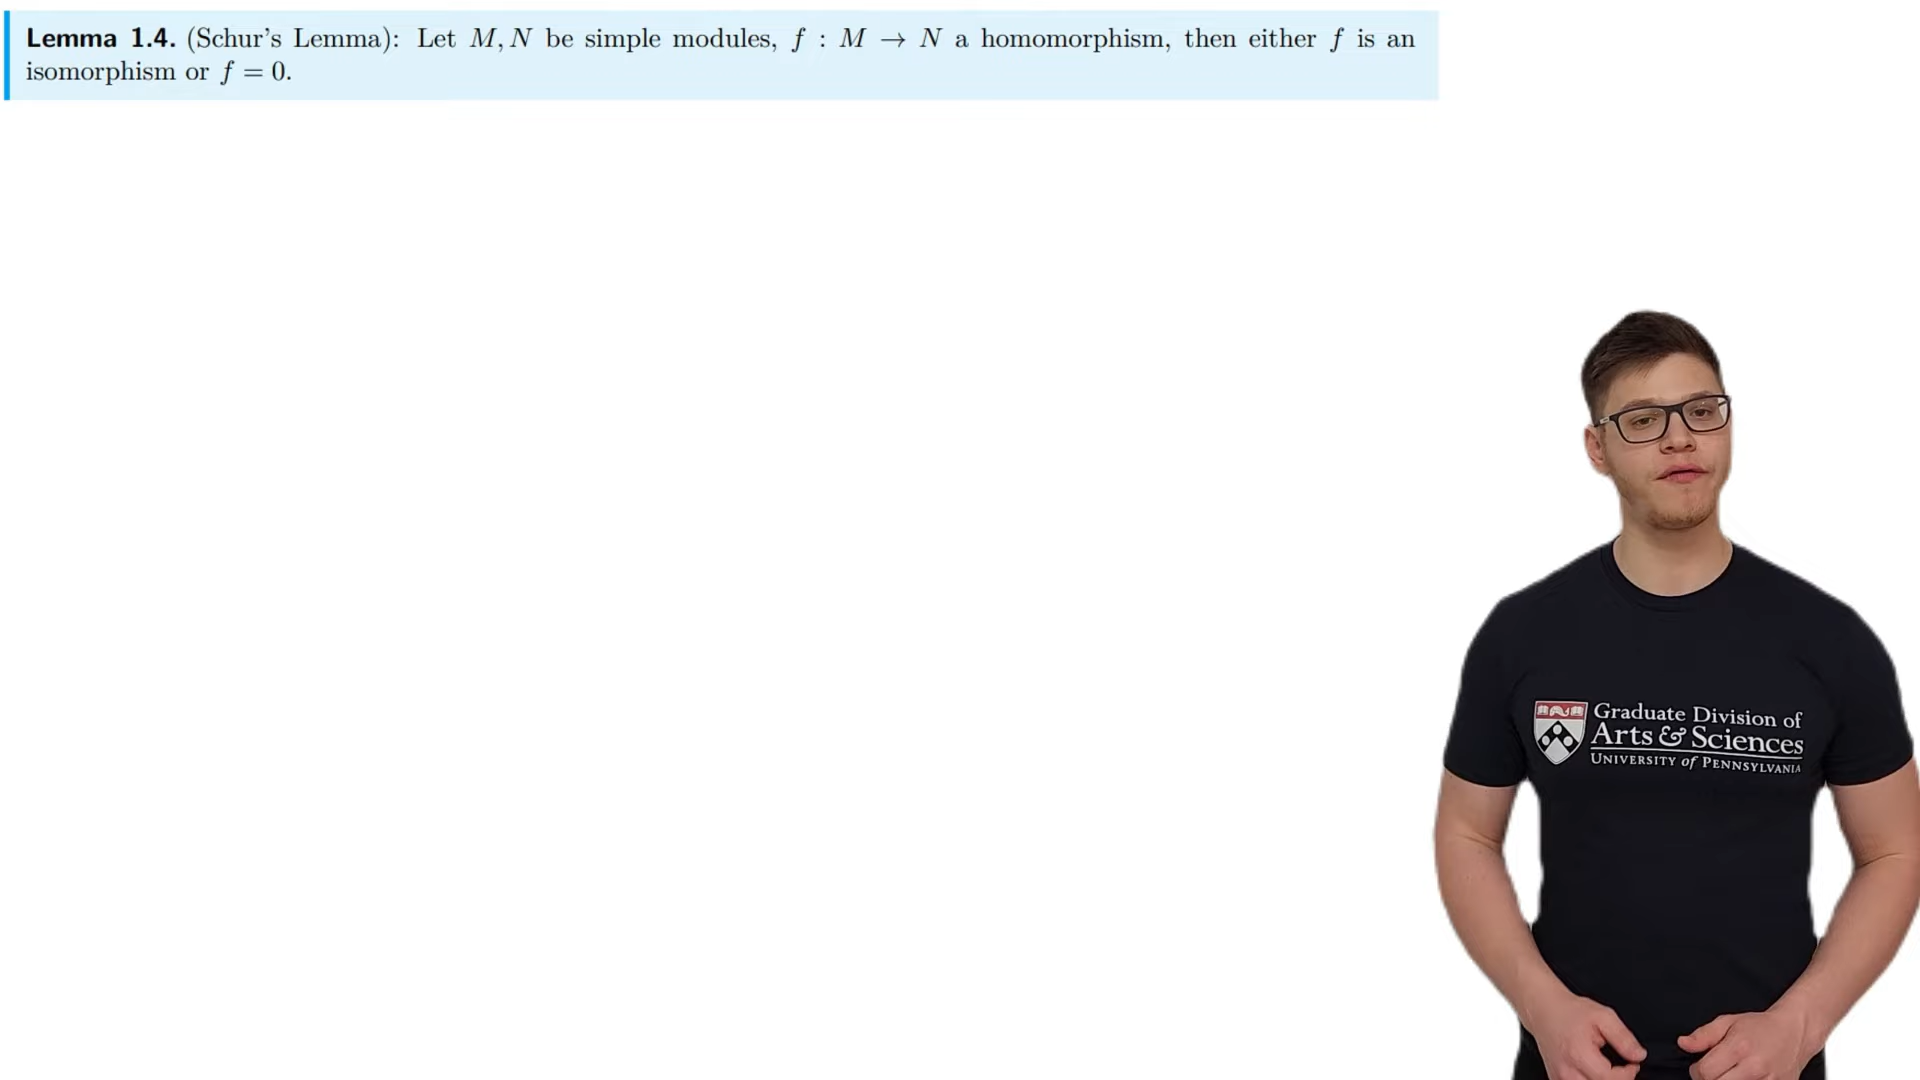 Lemma 1.4. (Schur's Lemma): Let M, N be simple modules, f : M → N a homomorphism, then either f is an
isomorphism or f = 0.
Graduate Division of
Arts & Sciences
UNIVERSITY of PENNSYLVANIA